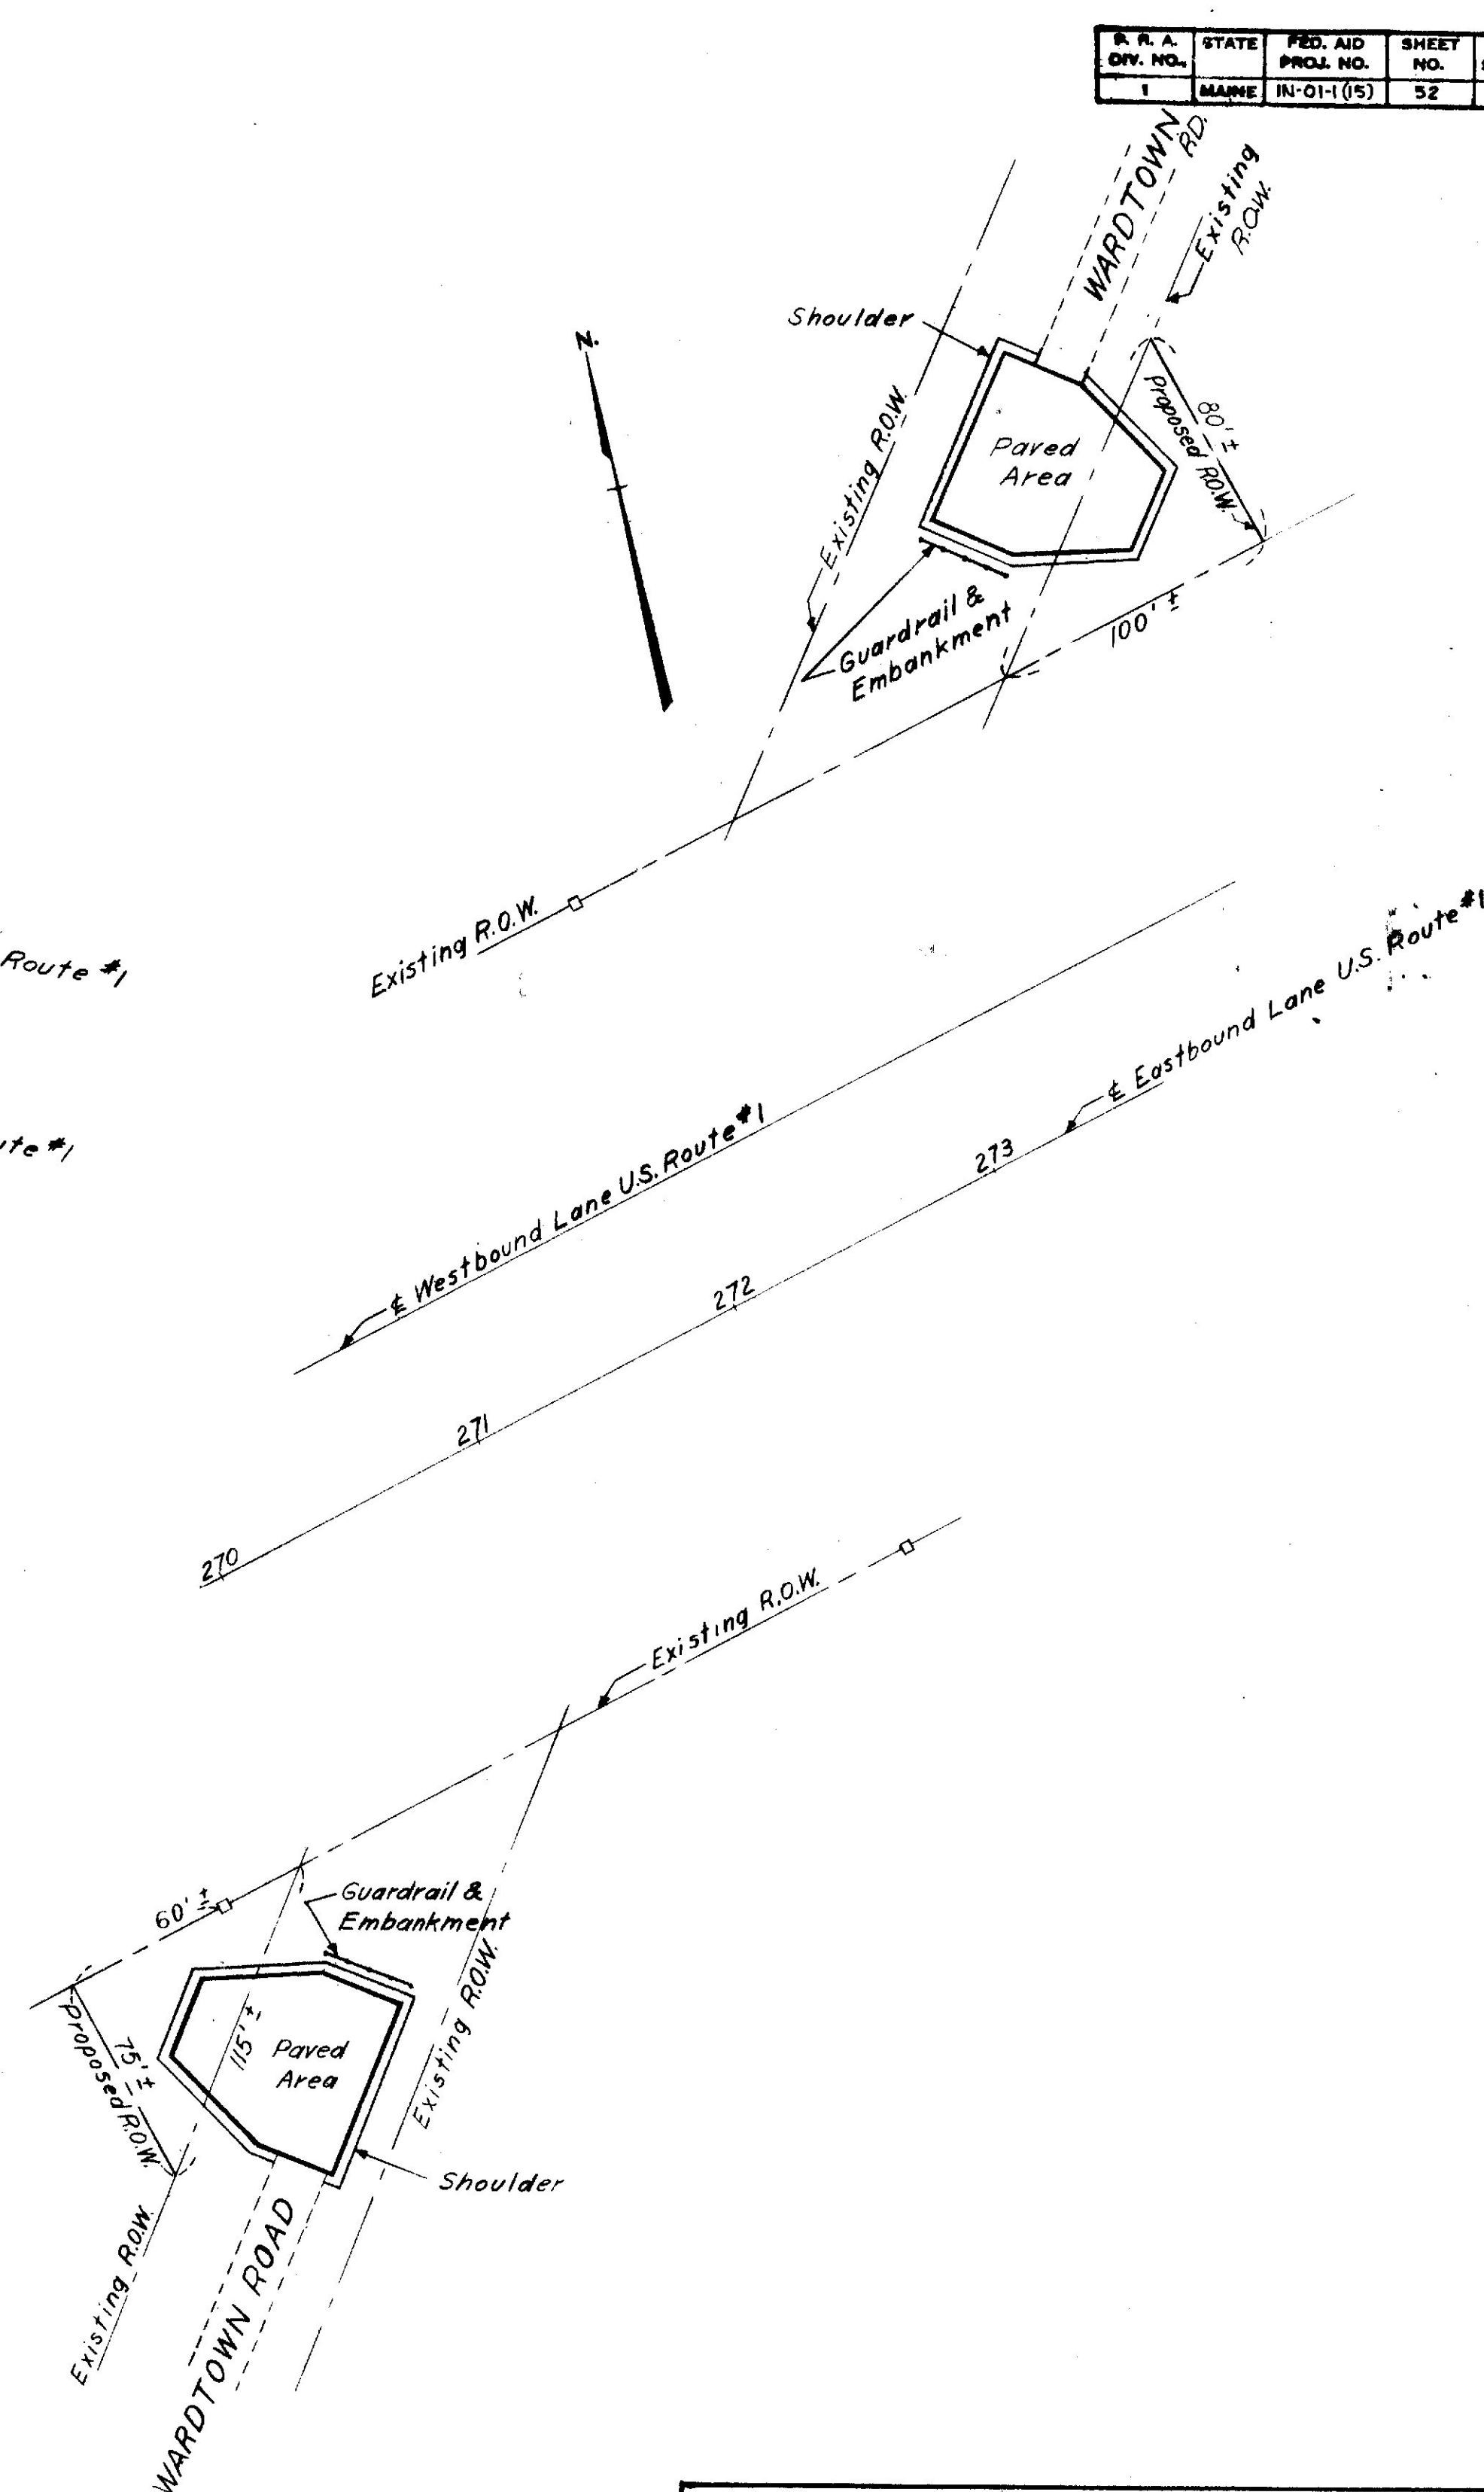 B. R. A. DIV. NO. STATE FED. AID PROJ. NO. SHEET NO.
1 MAINE IN-01-1(15) 52
WARDTOWN
RD.
Existing
R.O.W.
Shoulder
N.
Existing R.O.W.
Paved
Area
80'±
Proposed R.O.W.
Guardrail &
Embankment
100'±
Existing R.O.W.
Route #1
₵ Eastbound Lane U.S. Route #1
#1
₵ Westbound Lane U.S. Route #1
273
272
271
270
Existing R.O.W.
60'±
Guardrail &
Embankment
Proposed R.O.W.
75'±
115'±
Paved
Area
Existing R.O.W.
Shoulder
Existing R.O.W.
WARDTOWN ROAD